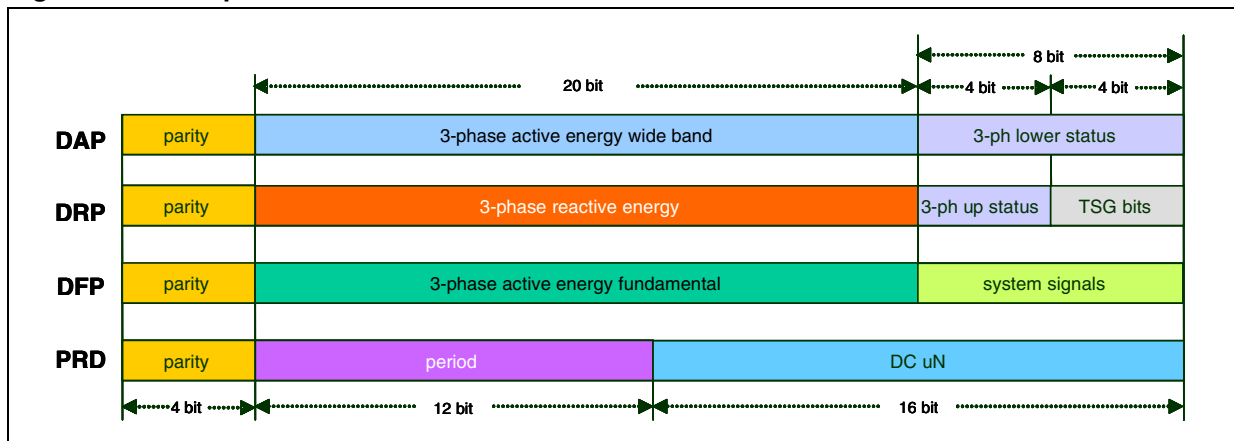 8 bit
20 bit
4 bit
4 bit
DAP
parity
3-phase active energy wide band
3-ph lower status
DRP
parity
3-phase reactive energy
3-ph up status
TSG bits
DFP
parity
3-phase active energy fundamental
system signals
PRD
parity
period
DC uN
4 bit
12 bit
16 bit